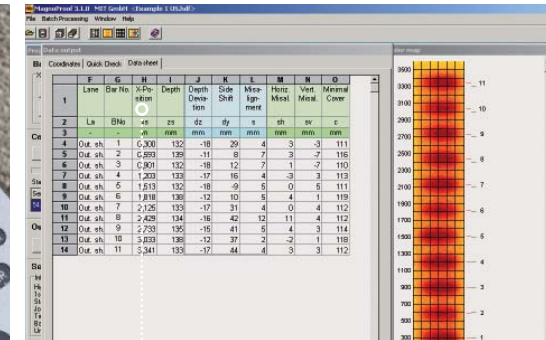 MagnoProof 3.1.0 MIT GmbH <Example 1 US.bdf>
File Batch Processing Window Help
Data output
Coordinates Quick Check Data sheet
F G H I J K L M N O
1 Lane Bar No. X-Position Depth Depth Deviation Side Shift Misalignment Horiz. Misal. Vert. Misal. Minimal Cover
2 La BNo xs zs dz dy s sh sv c
3 - - m mm mm mm mm mm mm mm
4 Out. sh. 1 0,300 132 -18 29 4 3 -3 111
5 Out. sh. 2 0,593 139 -11 8 7 3 -7 116
6 Out. sh. 3 0,901 132 -18 12 7 1 -7 110
7 Out. sh. 4 1,203 133 -17 16 4 -3 3 113
8 Out. sh. 5 1,513 132 -18 -9 5 0 5 111
9 Out. sh. 6 1,818 138 -12 10 5 4 1 119
10 Out. sh. 7 2,125 133 -17 31 4 0 4 112
11 Out. sh. 8 2,429 134 -16 42 12 11 4 112
12 Out. sh. 9 2,733 135 -15 41 5 4 3 114
13 Out. sh. 10 3,033 138 -12 37 2 -2 1 118
14 Out. sh. 11 3,341 133 -17 44 4 3 3 112
3500
3300 11
3100 10
2900
2700 9
2500 8
2300
2100 7
1900 6
1700
1500 5
1300 4
1100
900 3
700 2
500
300 1